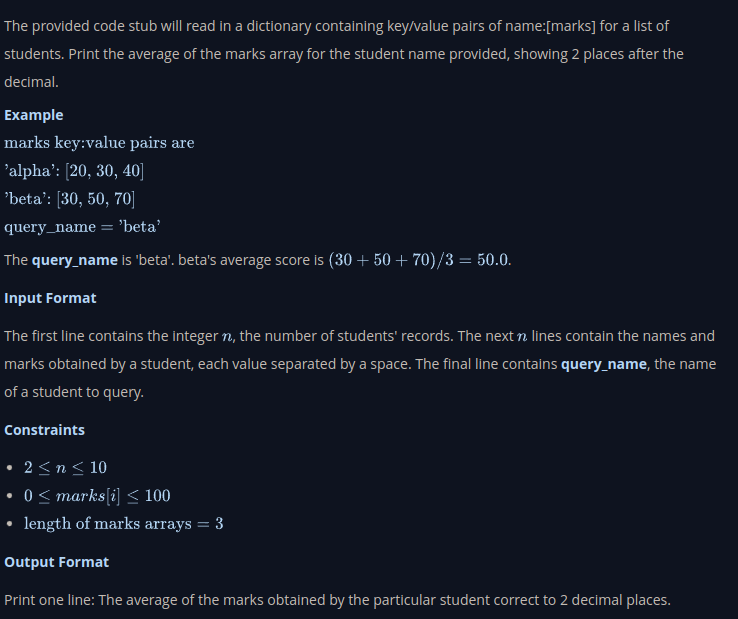 The provided code stub will read in a dictionary containing key/value pairs of name:[marks] for a list of
students. Print the average of the marks array for the student name provided, showing 2 places after the
decimal.
Example
marks key:value pairs are
'alpha': [20, 30, 40]
'beta': [30, 50, 70]
query_name = 'beta'
The query_name is 'beta'. beta's average score is (30 + 50 + 70)/3 = 50.0.
Input Format
The first line contains the integer n, the number of students' records. The next n lines contain the names and
marks obtained by a student, each value separated by a space. The final line contains query_name, the name
of a student to query.
Constraints
• 2 ≤ n ≤ 10
• 0 ≤ marks[i] ≤ 100
• length of marks arrays = 3
Output Format
Print one line: The average of the marks obtained by the particular student correct to 2 decimal places.